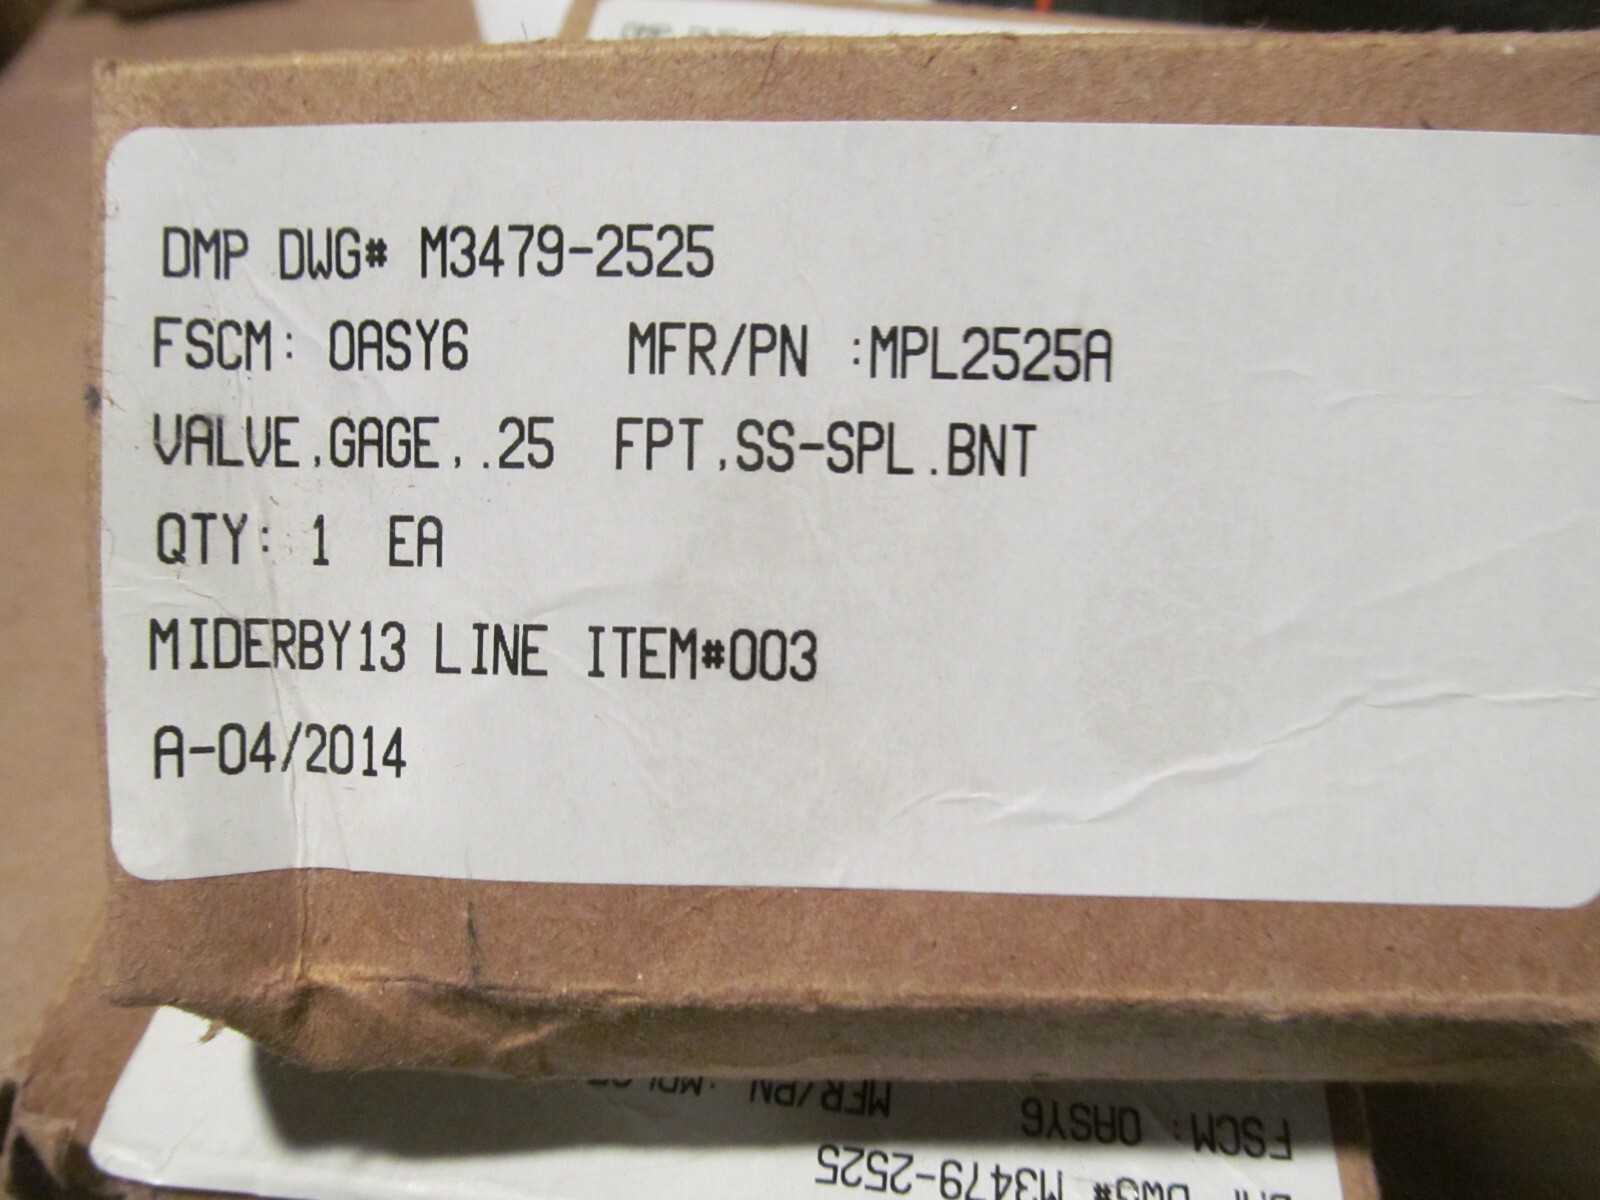 DMP DWG# M3479-2525
FSCM: 0ASY6 MFR/PN :MPL2525A
VALVE,GAGE,.25 FPT,SS-SPL.BNT
QTY: 1 EA
MIDERBY13 LINE ITEM#003
A-04/2014
DWG# M3479-2525
FSCM: 0ASY6 MFR/PN